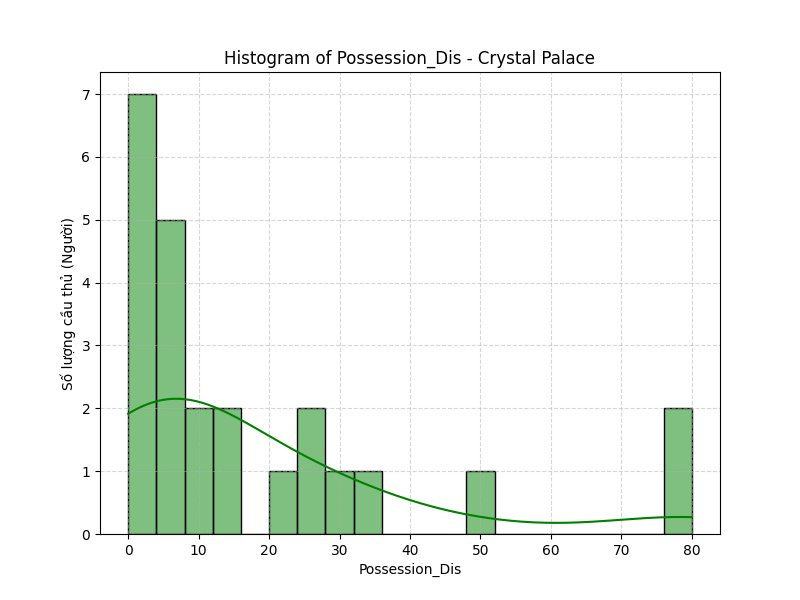 Histogram of Possession_Dis - Crystal Palace
Số lượng cầu thủ (Người)
7
6
5
4
3
2
1
0
0 10 20 30 40 50 60 70 80
Possession_Dis